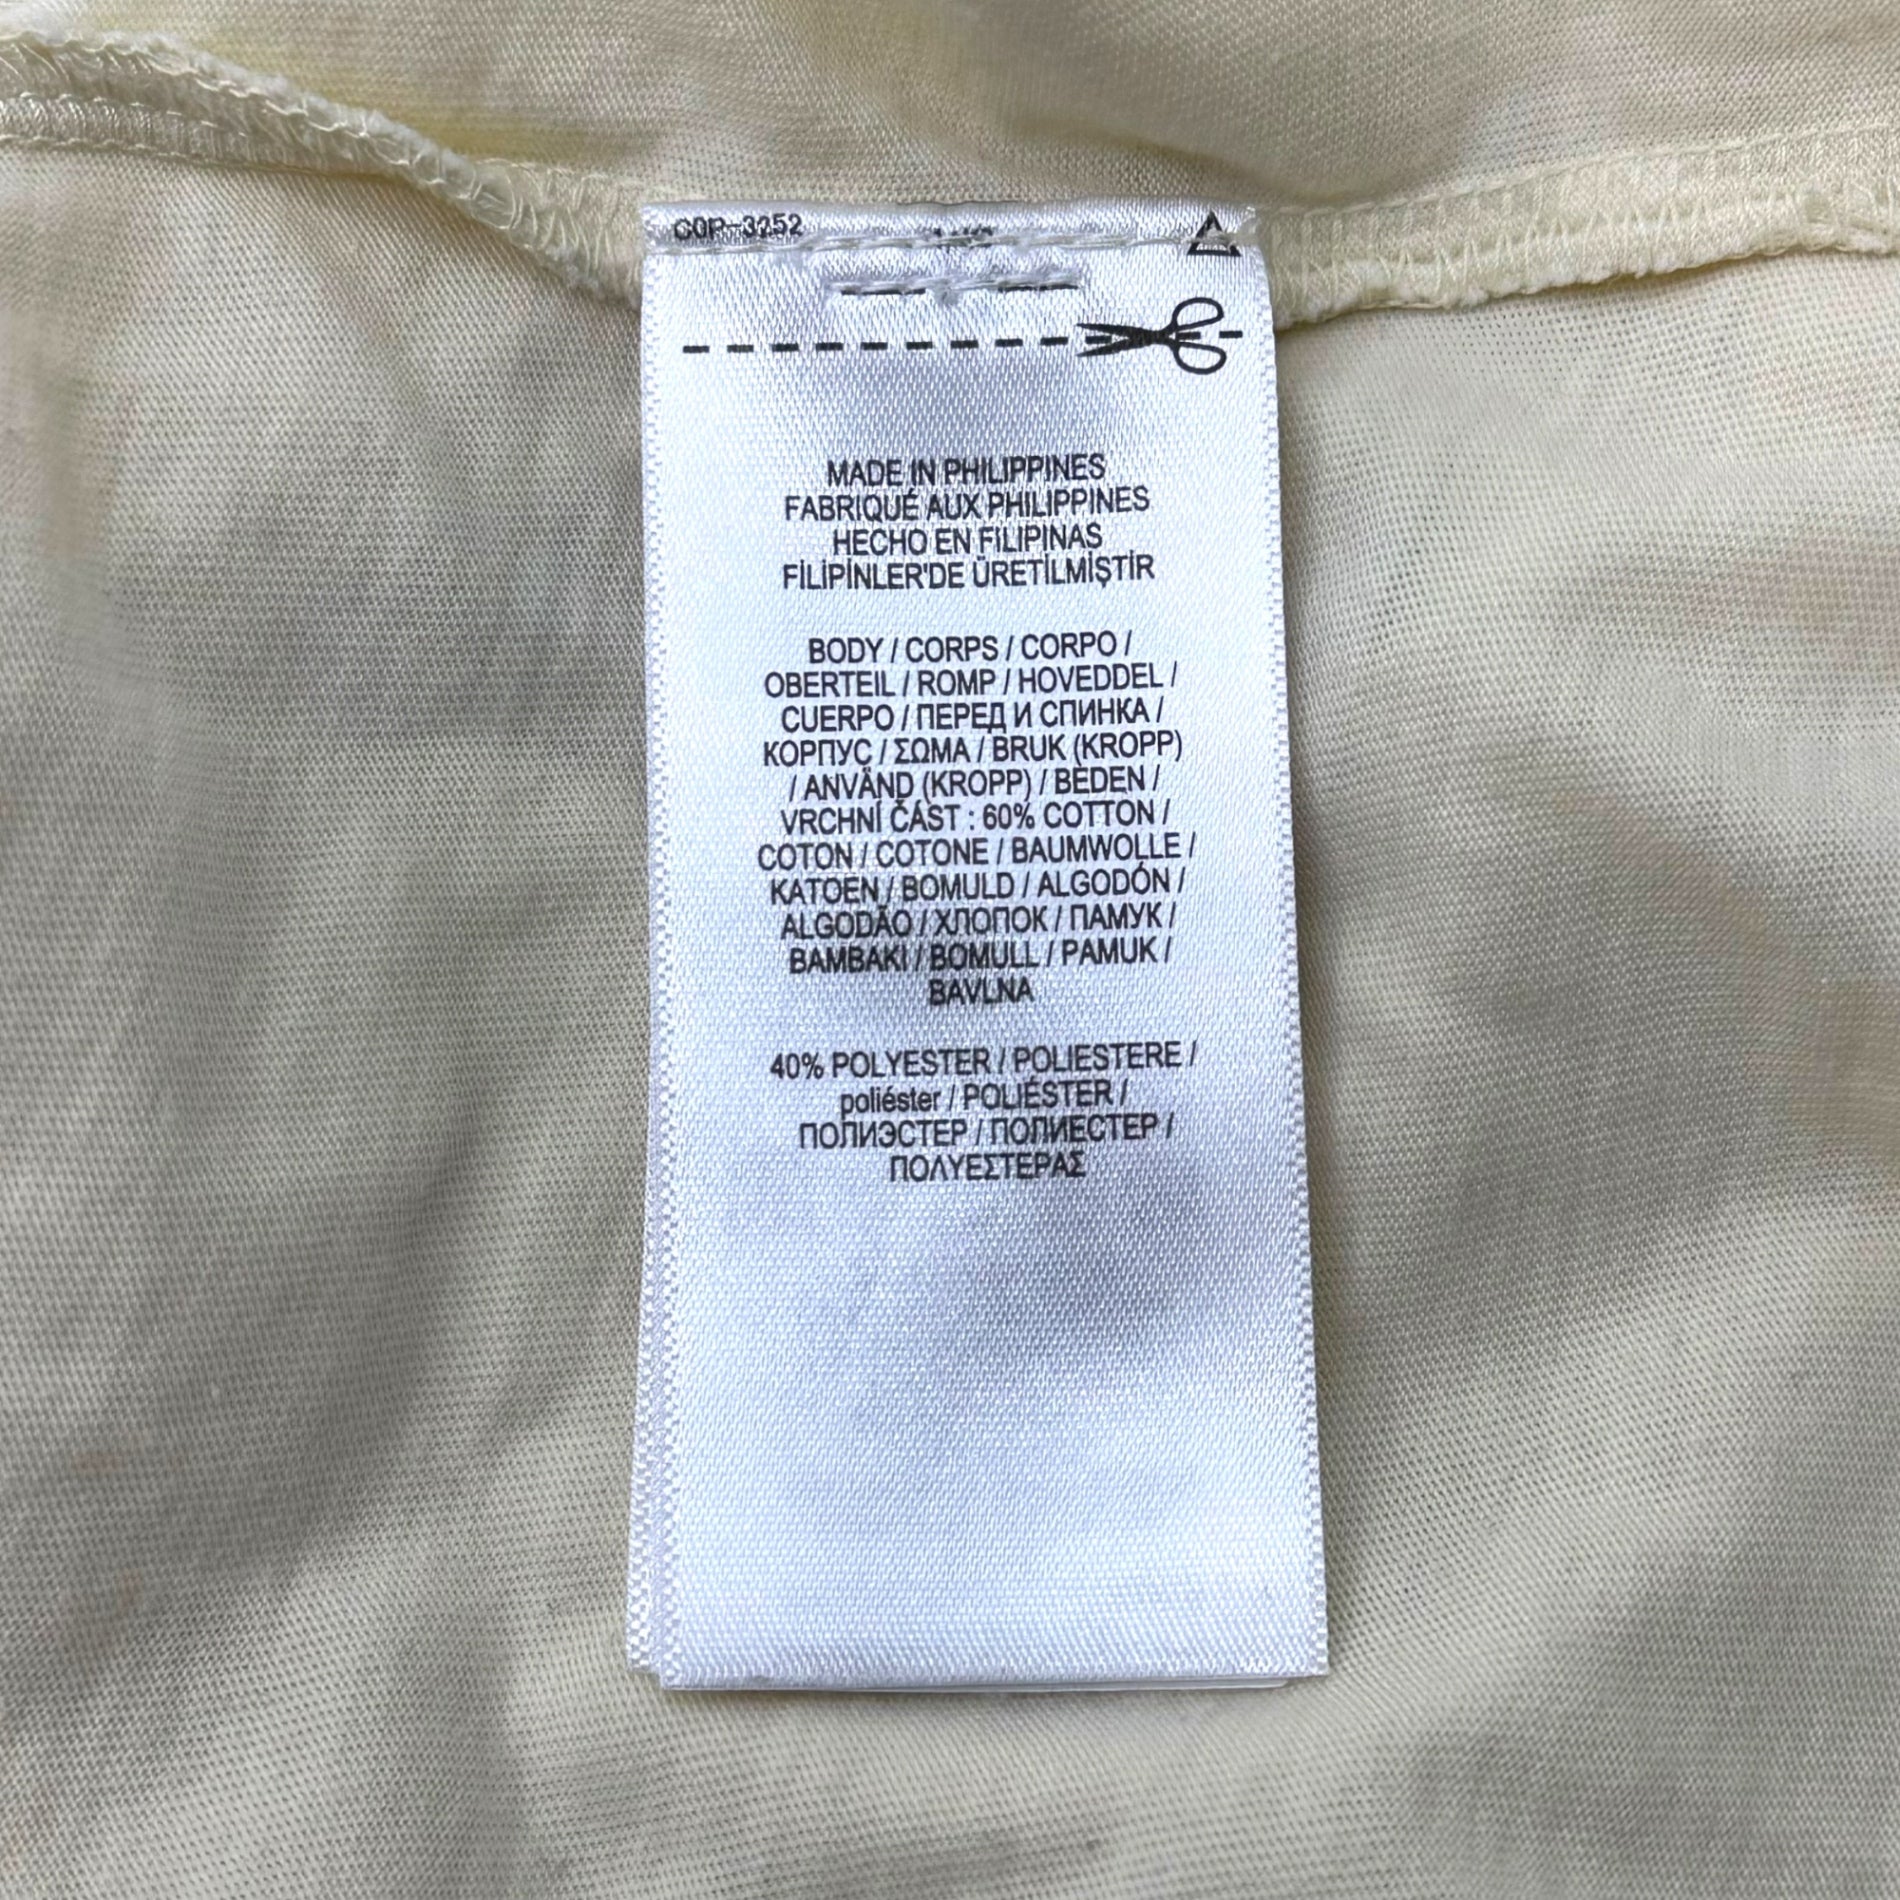 COP-3252
MADE IN PHILIPPINES
FABRIQUÉ AUX PHILIPPINES
HECHO EN FILIPINAS
FİLİPİNLER'DE ÜRETİLMİŞTİR
BODY / CORPS / CORPO /
OBERTEIL / ROMP / HOVEDDEL /
CUERPO / ПЕРЕД И СПИНКА /
КОРПУС / ΣΩΜΑ / BRUK (KROPP)
/ ANVÄND (KROPP) / BEDEN /
VRCHNÍ ČÁST : 60% COTTON /
COTON / COTONE / BAUMWOLLE /
KATOEN / BOMULD / ALGODÓN /
ALGODÃO / ХЛОПОК / ПАМУК /
BAMBAKI / BOMULL / PAMUK /
BAVLNA
40% POLYESTER / POLIESTERE /
poliéster / POLIÉSTER /
ПОЛИЭСТЕР / ПОЛИЕСТЕР /
ΠΟΛΥΕΣΤΕΡΑΣ